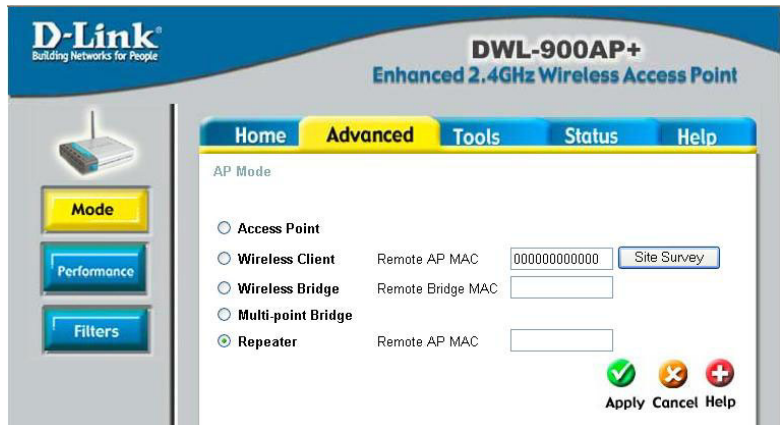 D-Link®
Building Networks for People
DWL-900AP+
Enhanced 2.4GHz Wireless Access Point
Home Advanced Tools Status Help
Mode
Performance
Filters
AP Mode
Access Point
Wireless Client Remote AP MAC 000000000000 Site Survey
Wireless Bridge Remote Bridge MAC
Multi-point Bridge
Repeater Remote AP MAC
Apply Cancel Help